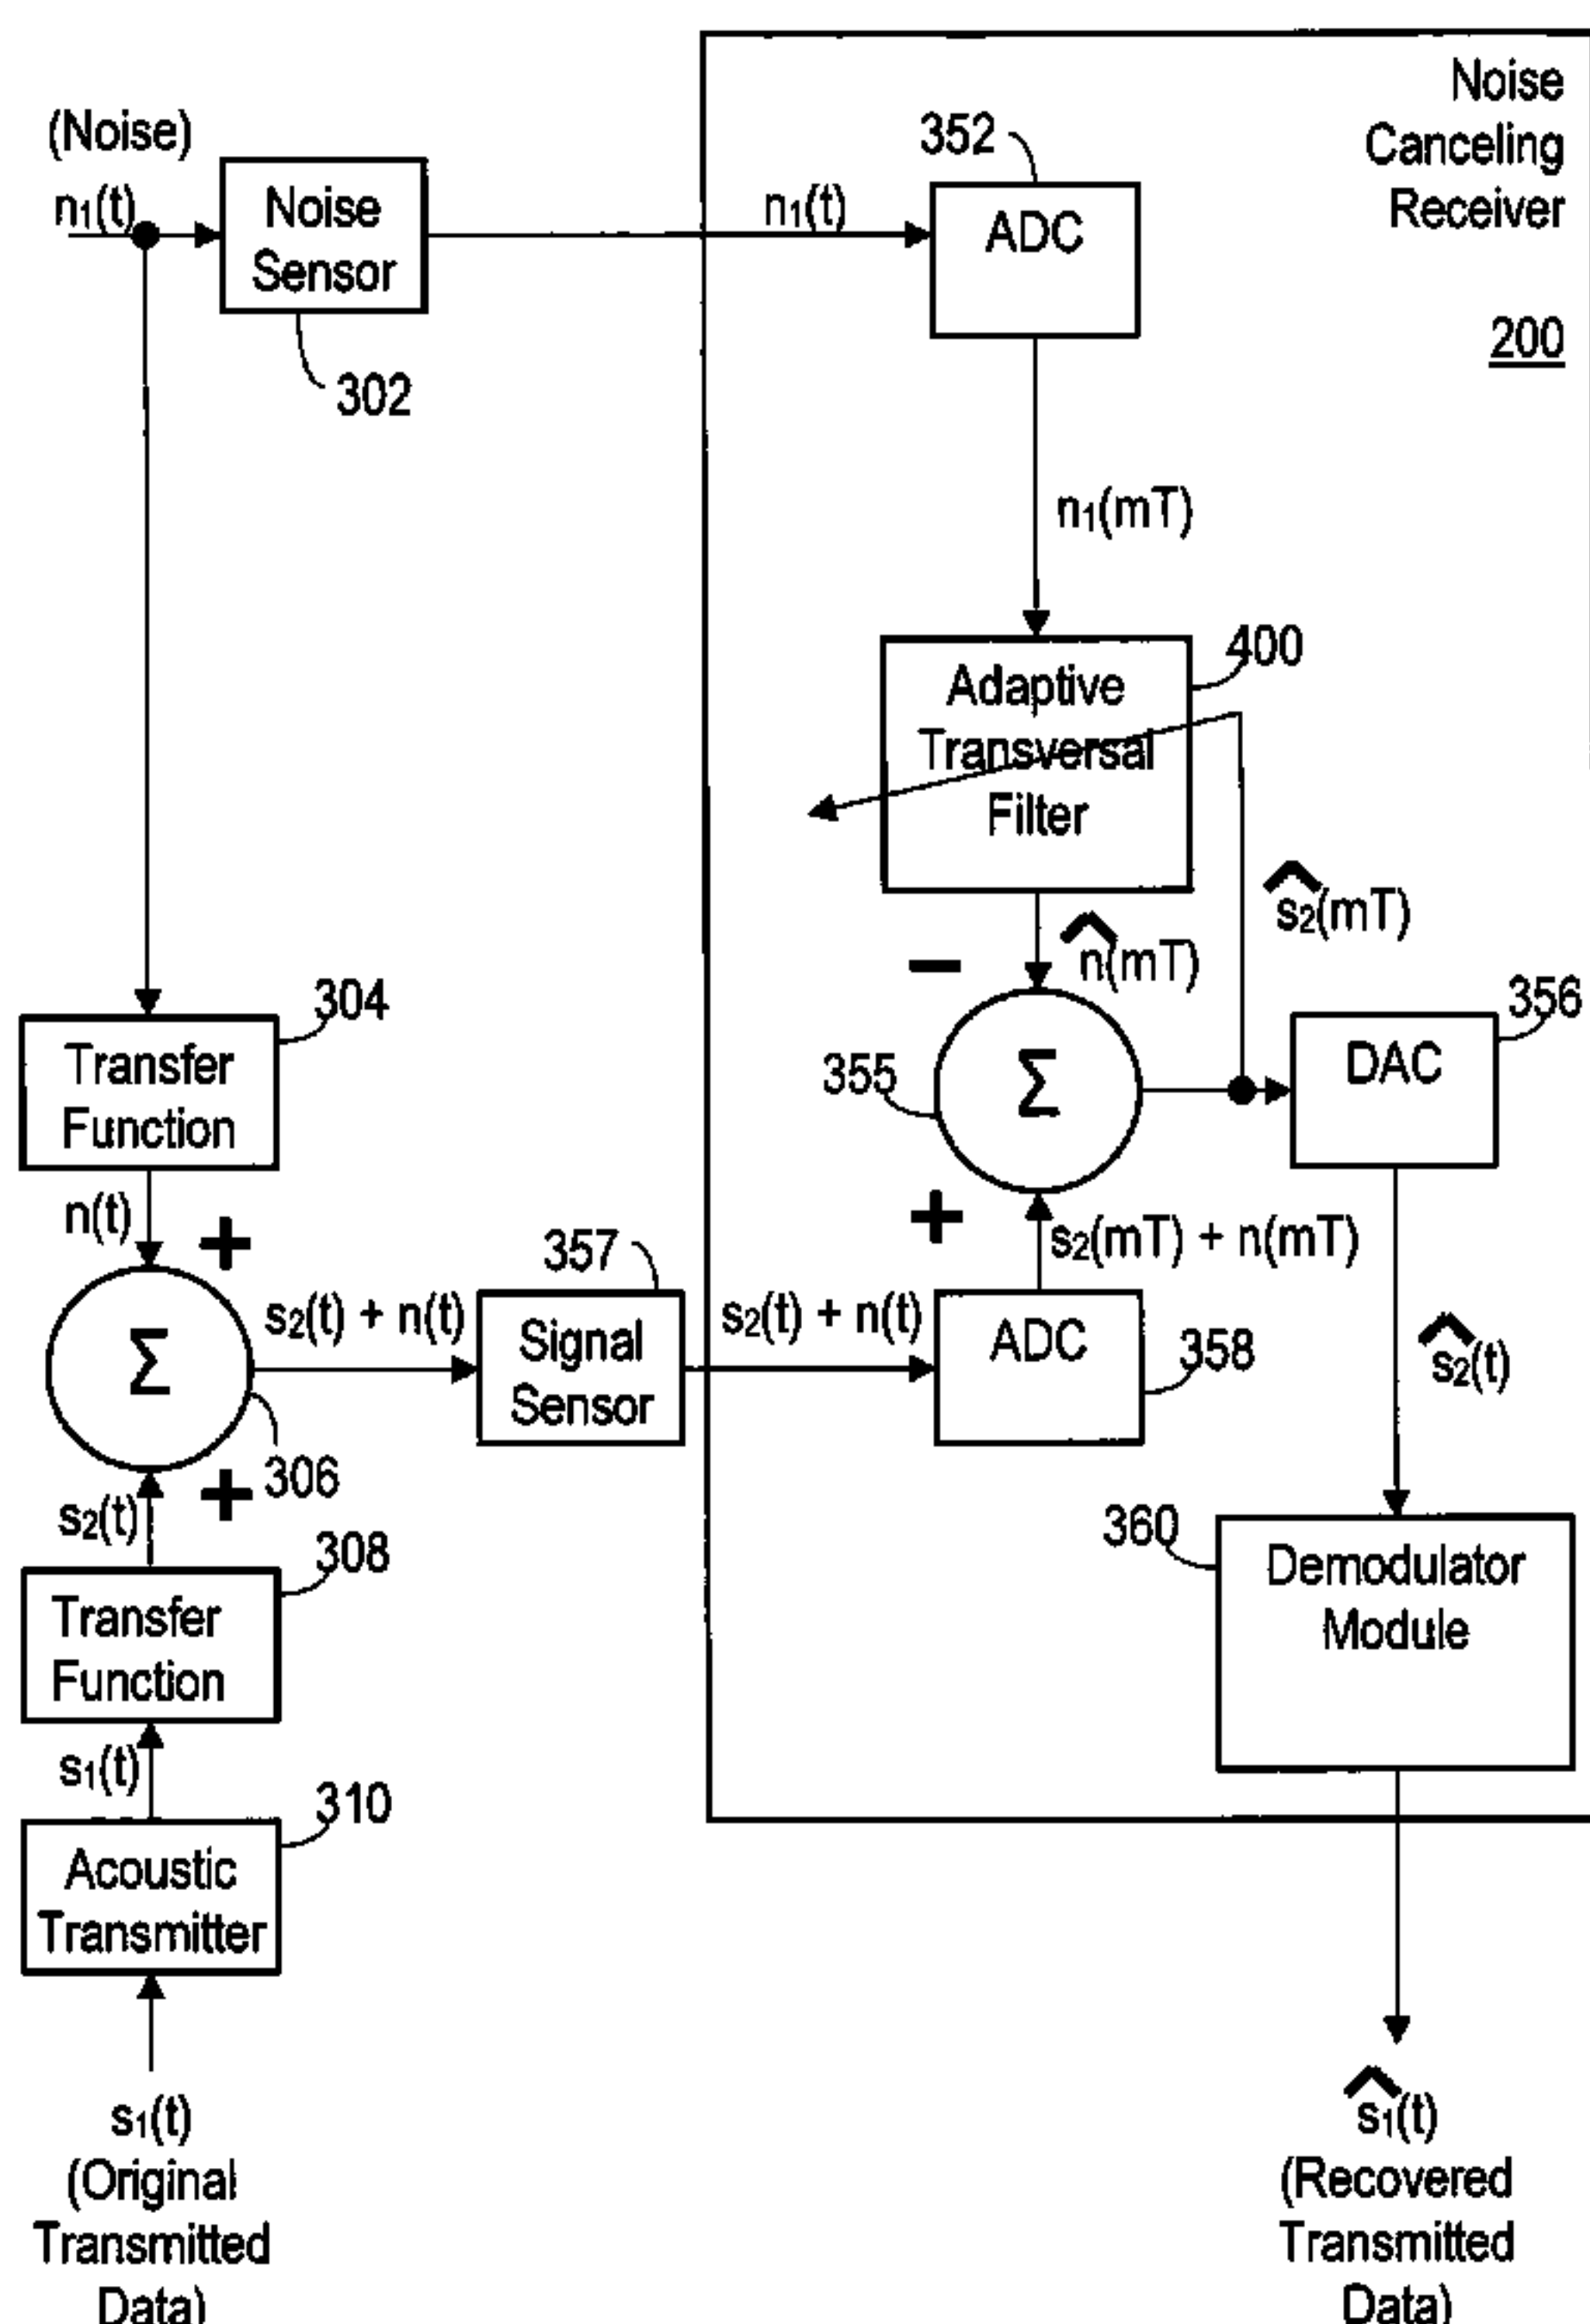 Noise
Canceling
Receiver
200
(Noise)
n₁(t)
Noise
Sensor
302
n₁(t)
352
ADC
n₁(mT)
400
Adaptive
Transversal
Filter
n̂(mT)
ŝ₂(mT)
−
304
Transfer
Function
n(t)
+
355
Σ
356
DAC
+
s₂(mT) + n(mT)
Σ
306
+
s₂(t) + n(t)
357
Signal
Sensor
s₂(t) + n(t)
ADC
358
ŝ₂(t)
s₂(t)
308
Transfer
Function
360
Demodulator
Module
s₁(t)
310
Acoustic
Transmitter
s₁(t)
(Original
Transmitted
Data)
ŝ₁(t)
(Recovered
Transmitted
Data)